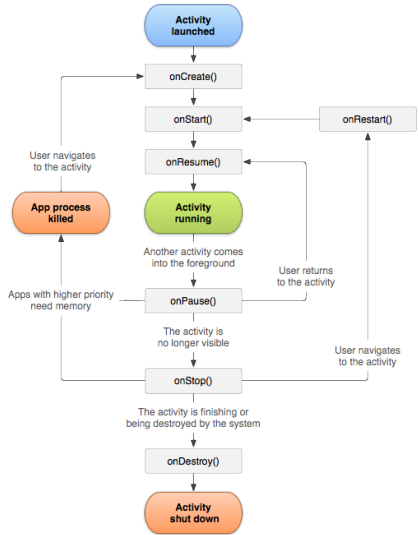 Activity
launched
onCreate()
onStart()
onRestart()
User navigates
to the activity
onResume()
App process
killed
Activity
running
Another activity comes
into the foreground
User returns
to the activity
Apps with higher priority
need memory
onPause()
The activity is
no longer visible
User navigates
to the activity
onStop()
The activity is finishing or
being destroyed by the system
onDestroy()
Activity
shut down